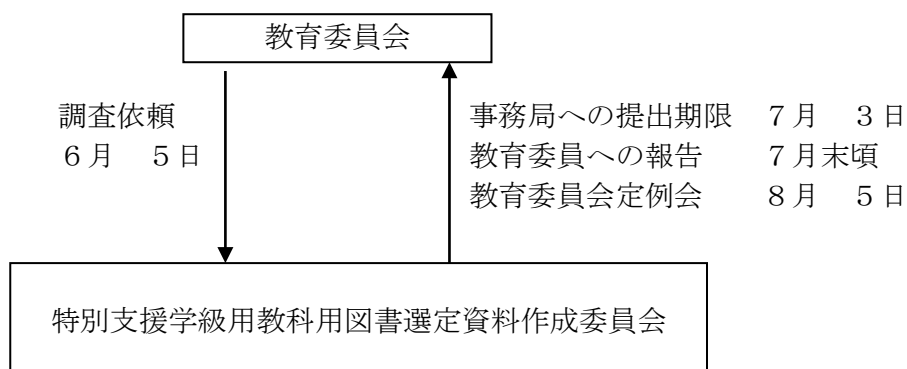 教育委員会
調査依頼
６月　５日
事務局への提出期限　７月　３日
教育委員への報告　　７月末頃
教育委員会定例会　　８月　５日
特別支援学級用教科用図書選定資料作成委員会